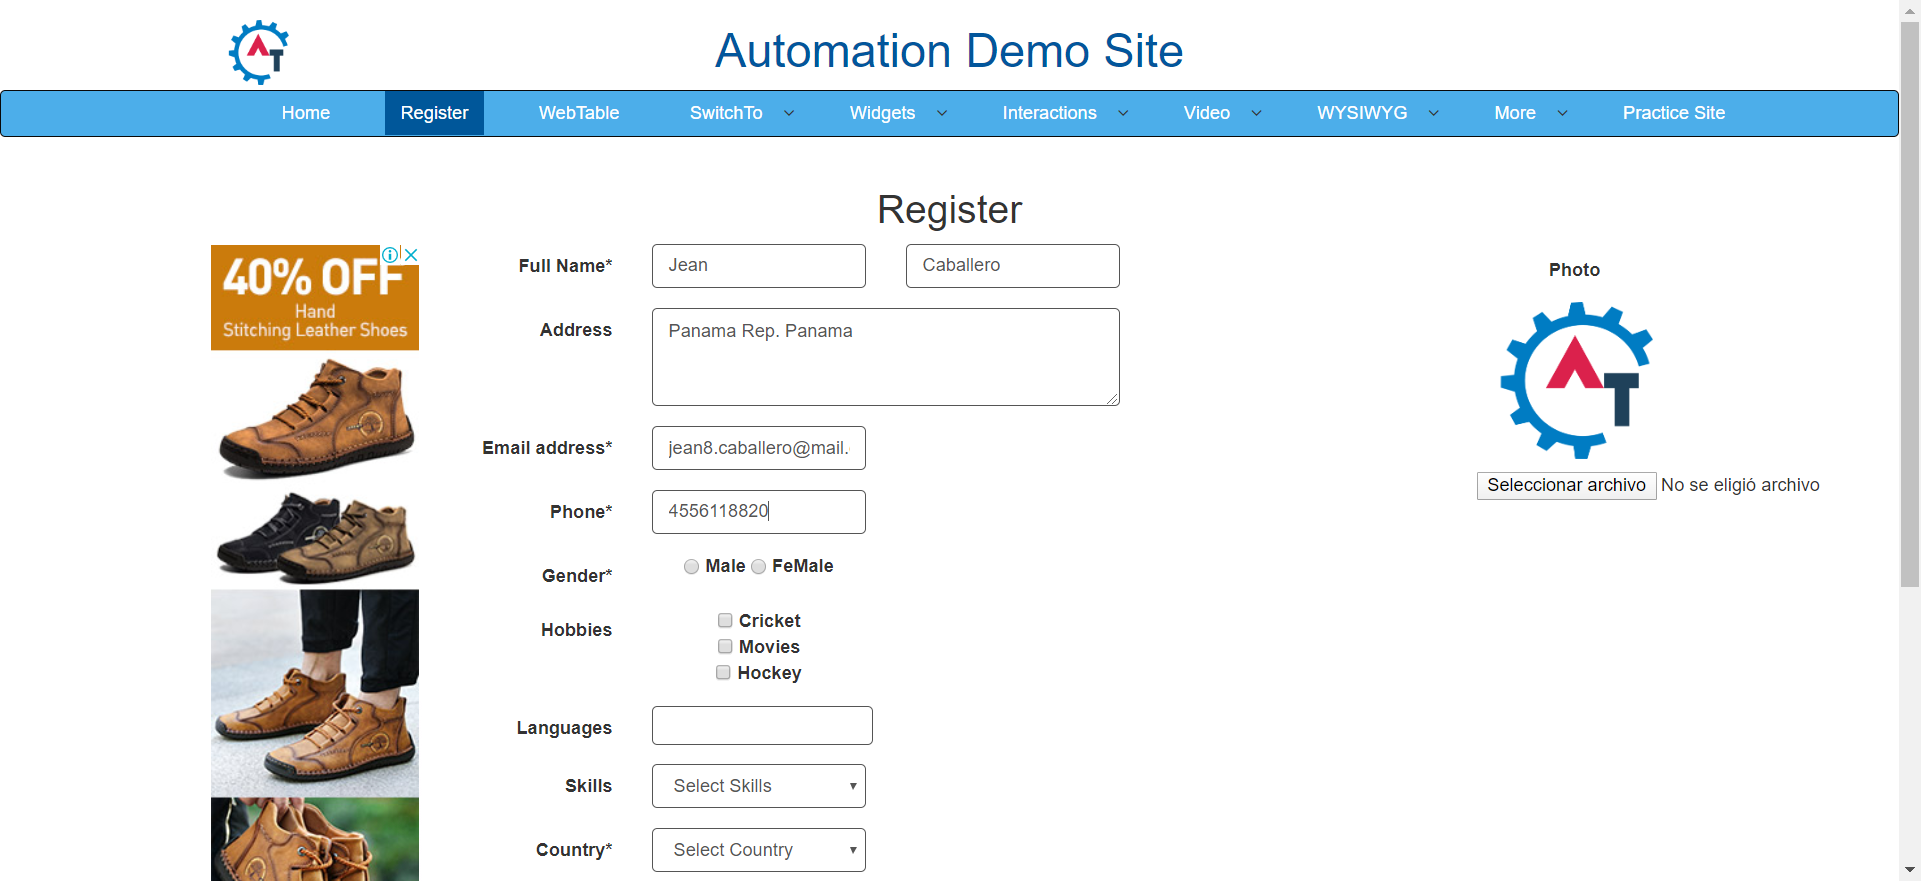 AT
Automation Demo Site
Home Register WebTable SwitchTo Widgets Interactions Video WYSIWYG More Practice Site
Register
40% OFF
Hand
Stitching Leather Shoes
Full Name* Jean Caballero
Address Panama Rep. Panama
Email address* jean8.caballero@mail.
Phone* 4556118820
Gender* Male FeMale
Hobbies Cricket
Movies
Hockey
Languages
Skills Select Skills
Country* Select Country
Photo
AT
Seleccionar archivo No se eligió archivo